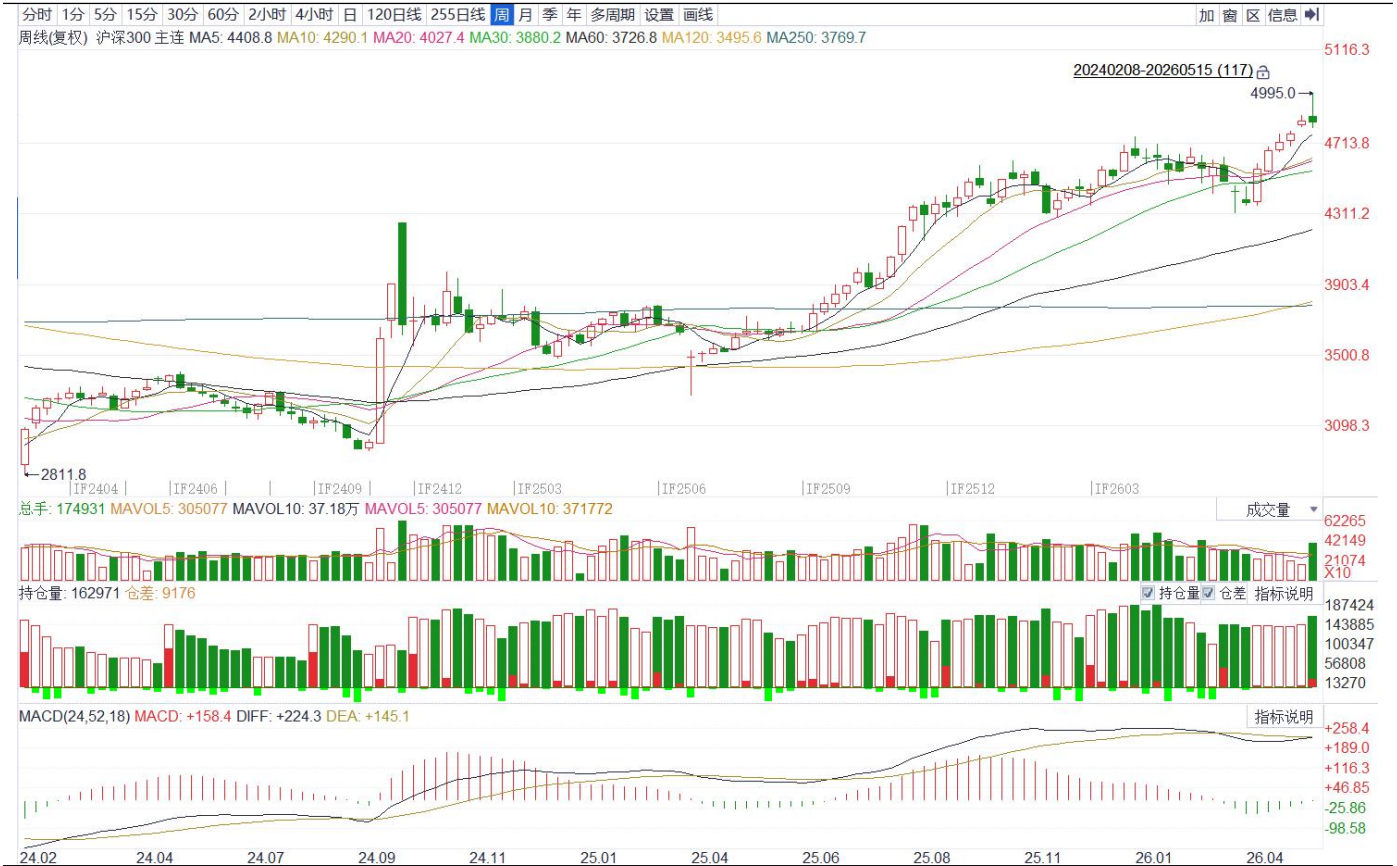 分时 1分 5分 15分 30分 60分 2小时 4小时 日 120日线 255日线 周 月 季 年 多周期 设置 画线 加 窗 区 信息
周线(复权) 沪深300 主连 MA5: 4408.8 MA10: 4290.1 MA20: 4027.4 MA30: 3880.2 MA60: 3726.8 MA120: 3495.6 MA250: 3769.7
5116.3
20240208-20260515 (117)
4995.0
4713.8
4311.2
3903.4
3500.8
3098.3
2811.8
IF2404 IF2406 IF2409 IF2412 IF2503 IF2506 IF2509 IF2512 IF2603
总手: 174931 MAVOL5: 305077 MAVOL10: 37.18万 MAVOL5: 305077 MAVOL10: 371772 成交量
62265
42149
21074
X10
持仓量: 162971 仓差: 9176 持仓量 仓差 指标说明
187424
143885
100347
56808
13270
MACD(24,52,18) MACD: +158.4 DIFF: +224.3 DEA: +145.1 指标说明
+258.4
+189.0
+116.3
+46.85
-25.86
-98.58
24.02 24.04 24.07 24.09 24.11 25.01 25.04 25.06 25.08 25.11 26.01 26.04